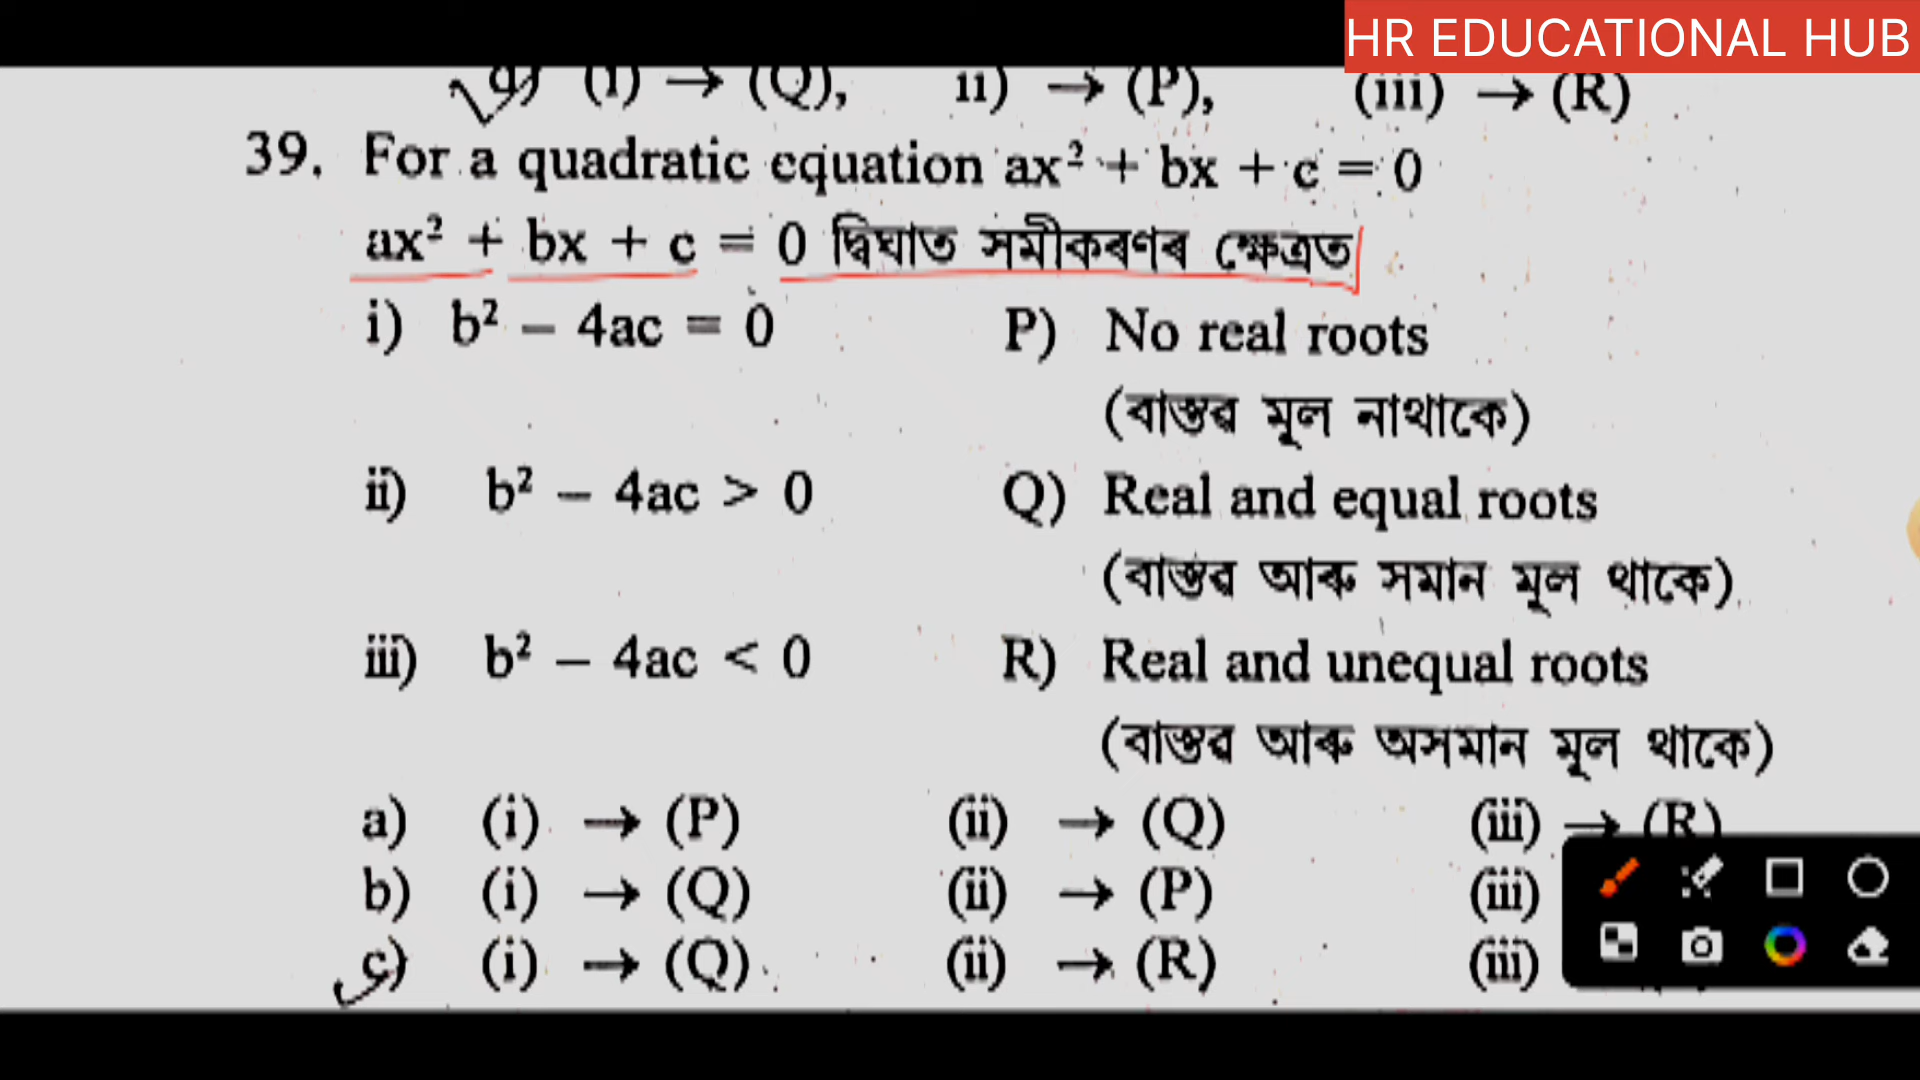 HR EDUCATIONAL HUB
(i) → (Q), ii) → (P), (iii) → (R)
39. For a quadratic equation ax² + bx + c = 0
ax² + bx + c = 0 দ্বিঘাত সমীকৰণৰ ক্ষেত্ৰত
i) b² – 4ac = 0 P) No real roots
(বাস্তৱ মূল নাথাকে)
ii) b² – 4ac > 0 Q) Real and equal roots
(বাস্তৱ আৰু সমান মূল থাকে)
iii) b² – 4ac < 0 R) Real and unequal roots
(বাস্তৱ আৰু অসমান মূল থাকে)
a) (i) → (P) (ii) → (Q) (iii) → (R)
b) (i) → (Q) (ii) → (P) (iii)
c) (i) → (Q) (ii) → (R) (iii)